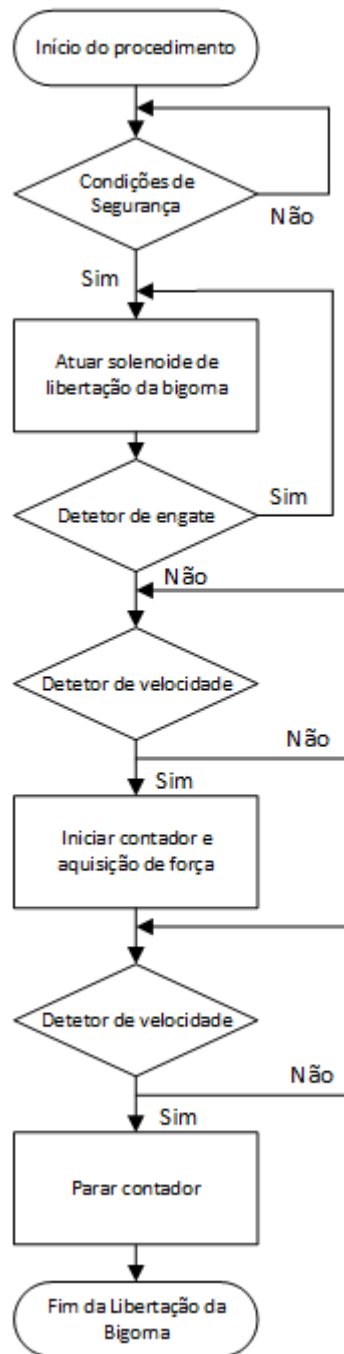 Início do procedimento
Condições de
Segurança
Não
Sim
Atuar solenoide de
libertação da bigorna
Detetor de engate
Sim
Não
Detetor de velocidade
Não
Sim
Iniciar contador e
aquisição de força
Detetor de velocidade
Não
Sim
Parar contador
Fim da Libertação da
Bigorna